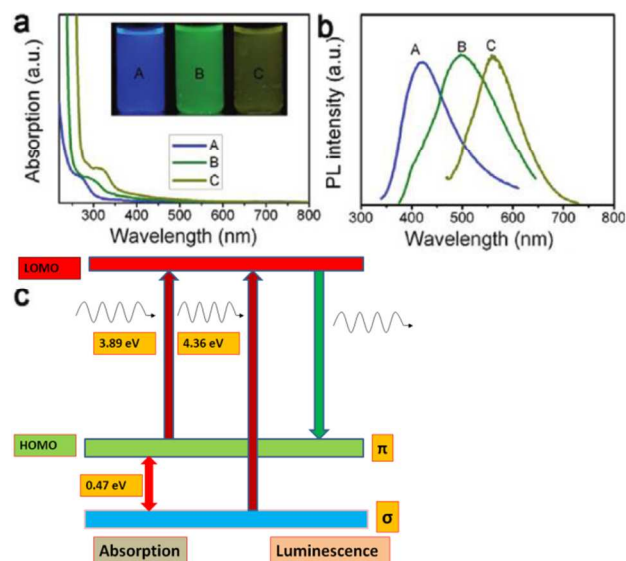 a
Absorption (a.u.)
A B C
A
B
C
300 400 500 600 700 800
Wavelength (nm)
b
PL intensity (a.u.)
A B C
300 400 500 600 700 800
Wavelength (nm)
LOMO
c
3.89 eV 4.36 eV
HOMO
π
0.47 eV
σ
Absorption Luminescence